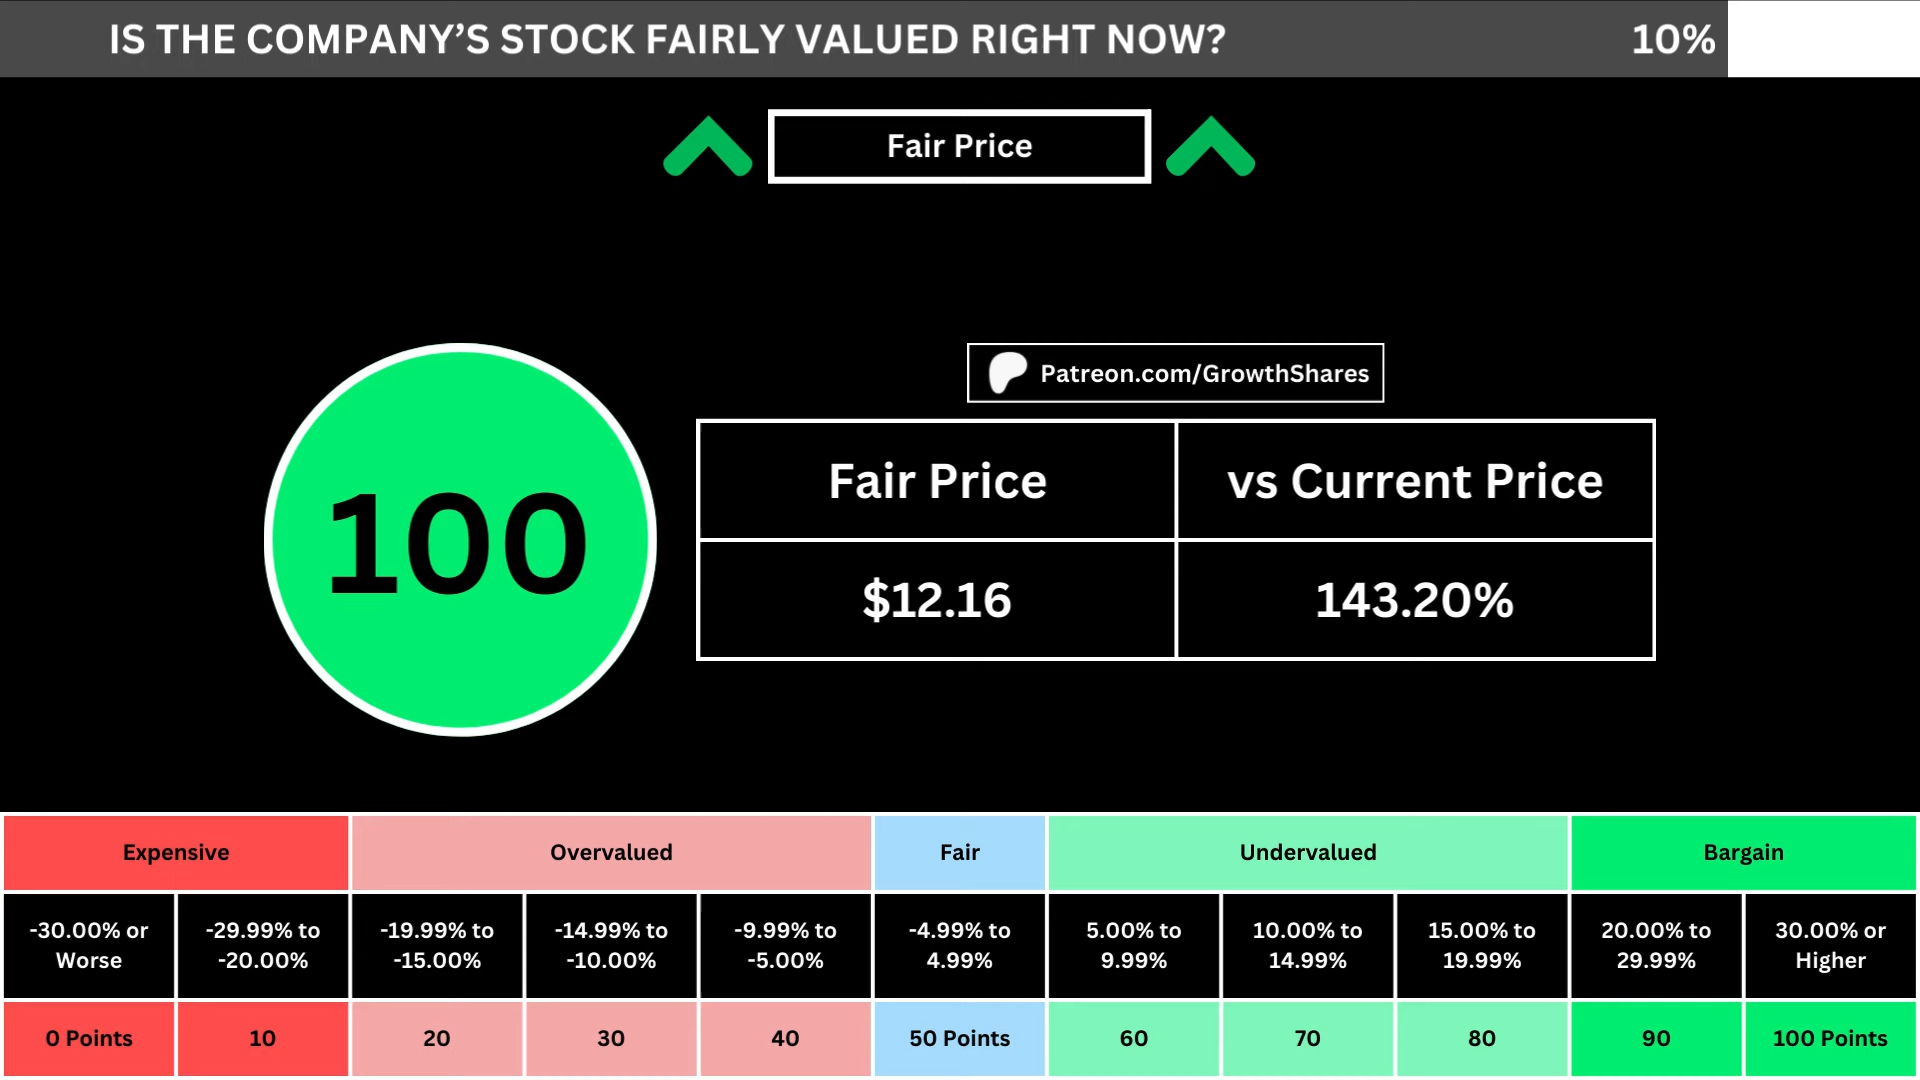 IS THE COMPANY’S STOCK FAIRLY VALUED RIGHT NOW? 10%
Fair Price
Patreon.com/GrowthShares
100
Fair Price vs Current Price
$12.16 143.20%
Expensive Overvalued Fair Undervalued Bargain
-30.00% or Worse -29.99% to -20.00% -19.99% to -15.00% -14.99% to -10.00% -9.99% to -5.00% -4.99% to 4.99% 5.00% to 9.99% 10.00% to 14.99% 15.00% to 19.99% 20.00% to 29.99% 30.00% or Higher
0 Points 10 20 30 40 50 Points 60 70 80 90 100 Points